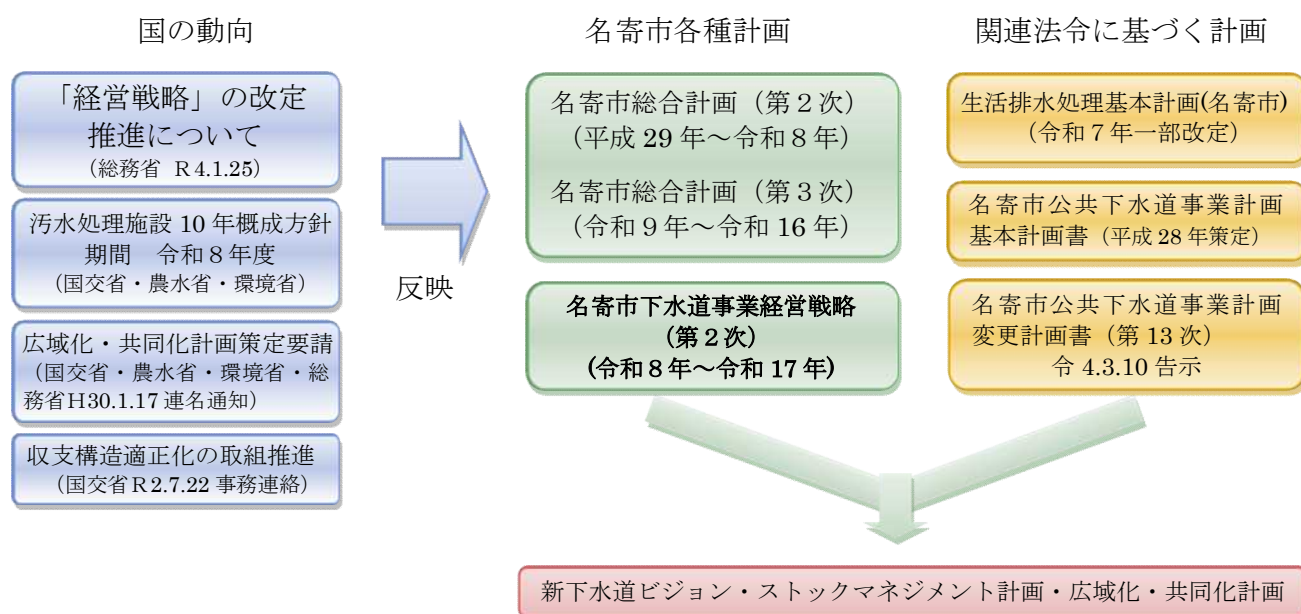 国の動向
「経営戦略」の改定
推進について
（総務省 R4.1.25）
汚水処理施設 10 年概成方針
期間　令和８年度
（国交省・農水省・環境省）
広域化・共同化計画策定要請
（国交省・農水省・環境省・総
務省H30.1.17 連名通知）
収支構造適正化の取組推進
（国交省R2.7.22 事務連絡）
反映
名寄市各種計画
名寄市総合計画（第２次）
（平成 29 年～令和８年）
名寄市総合計画（第３次）
（令和９年～令和 16 年）
名寄市下水道事業経営戦略
(第２次)
(令和８年～令和 17 年)
関連法令に基づく計画
生活排水処理基本計画(名寄市)
（令和７年一部改定）
名寄市公共下水道事業計画
基本計画書（平成 28 年策定）
名寄市公共下水道事業計画
変更計画書（第 13 次）
令 4.3.10 告示
新下水道ビジョン・ストックマネジメント計画・広域化・共同化計画